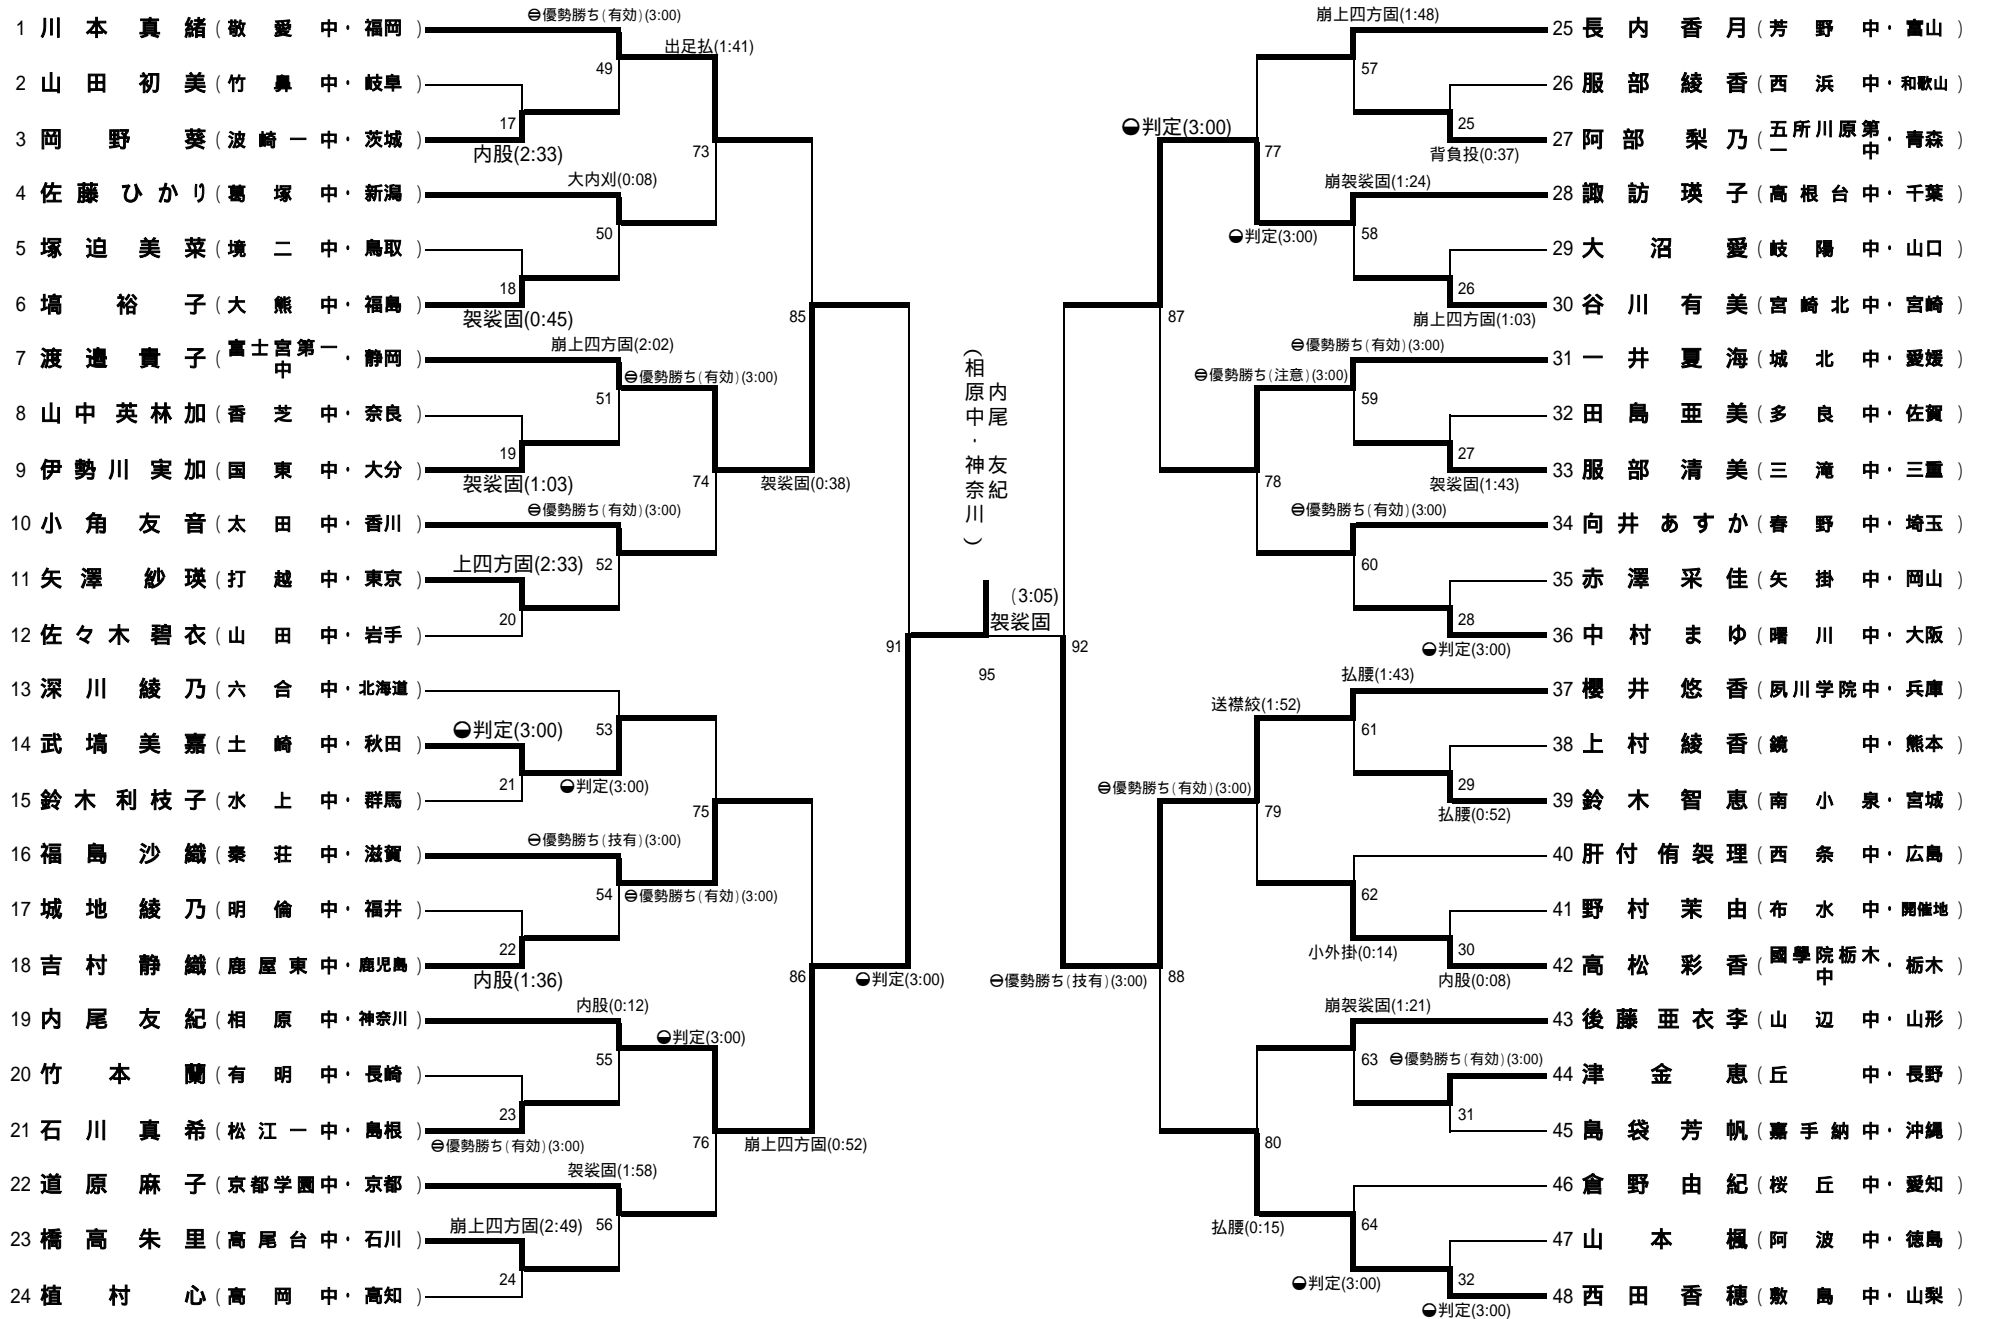 1 川本真緒 (敬愛中・福岡)
2 山田初美 (竹鼻中・岐阜)
3 岡野葵 (波崎一中・茨城)
4 佐藤ひかり (葛塚中・新潟)
5 塚迫美菜 (境二中・鳥取)
6 塙裕子 (大熊中・福島)
7 渡邉貴子 (富士宮第一中・静岡)
8 山中英林加 (香芝中・奈良)
9 伊勢川実加 (国東中・大分)
10 小角友音 (太田中・香川)
11 矢澤紗瑛 (打越中・東京)
12 佐々木碧衣 (山田中・岩手)
13 深川綾乃 (六合中・北海道)
14 武塙美嘉 (土崎中・秋田)
15 鈴木利枝子 (水上中・群馬)
16 福島沙織 (秦荘中・滋賀)
17 城地綾乃 (明倫中・福井)
18 吉村静織 (鹿屋東中・鹿児島)
19 内尾友紀 (相原中・神奈川)
20 竹本蘭 (有明中・長崎)
21 石川真希 (松江一中・島根)
22 道原麻子 (京都学園中・京都)
23 橋高朱里 (高尾台中・石川)
24 植村心 (高岡中・高知)
17 内股(2:33)
18 袈裟固(0:45)
19 袈裟固(1:03)
上四方固(2:33) 20
⊖判定(3:00) 21
22 内股(1:36)
23 ⊖優勢勝ち(有効)(3:00)
崩上四方固(2:49) 24
⊖優勢勝ち(有効)(3:00) 49
大内刈(0:08) 50
崩上四方固(2:02) 51
⊖優勢勝ち(有効)(3:00) 52
53 ⊖判定(3:00)
⊖優勢勝ち(技有)(3:00) 54
内股(0:12) 55
袈裟固(1:58) 56
出足払(1:41) 73
⊖優勢勝ち(有効)(3:00) 74
75 ⊖優勢勝ち(有効)(3:00)
⊖判定(3:00) 76
85 袈裟固(0:38)
86 崩上四方固(0:52)
91 ⊖判定(3:00)
(相原中・神奈川)
内尾友紀
(3:05)
袈裟固
95
92 ⊖優勢勝ち(技有)(3:00)
⊖判定(3:00) 87
⊖優勢勝ち(有効)(3:00) 88
77 ⊖判定(3:00)
⊖優勢勝ち(注意)(3:00) 78
送襟絞(1:52) 79
80 払腰(0:15)
崩上四方固(1:48) 57
崩袈裟固(1:24) 58
⊖優勢勝ち(有効)(3:00) 59
⊖優勢勝ち(有効)(3:00) 60
払腰(1:43) 61
62 小外掛(0:14)
崩袈裟固(1:21) 63
64 ⊖判定(3:00)
25 背負投(0:37)
26 崩上四方固(1:03)
27 袈裟固(1:43)
28 ⊖判定(3:00)
29 払腰(0:52)
30 内股(0:08)
⊖優勢勝ち(有効)(3:00) 31
32 ⊖判定(3:00)
25 長内香月 (芳野中・富山)
26 服部綾香 (西浜中・和歌山)
27 阿部梨乃 (五所川原第一中・青森)
28 諏訪瑛子 (高根台中・千葉)
29 大沼愛 (岐陽中・山口)
30 谷川有美 (宮崎北中・宮崎)
31 一井夏海 (城北中・愛媛)
32 田島亜美 (多良中・佐賀)
33 服部清美 (三滝中・三重)
34 向井あすか (春野中・埼玉)
35 赤澤采佳 (矢掛中・岡山)
36 中村まゆ (曙川中・大阪)
37 櫻井悠香 (夙川学院中・兵庫)
38 上村綾香 (鏡中・熊本)
39 鈴木智恵 (南小泉・宮城)
40 肝付侑袈理 (西条中・広島)
41 野村茉由 (布水中・開催地)
42 高松彩香 (國學院栃木中・栃木)
43 後藤亜衣李 (山辺中・山形)
44 津金恵 (丘中・長野)
45 島袋芳帆 (嘉手納中・沖縄)
46 倉野由紀 (桜丘中・愛知)
47 山本楓 (阿波中・徳島)
48 西田香穂 (敷島中・山梨)